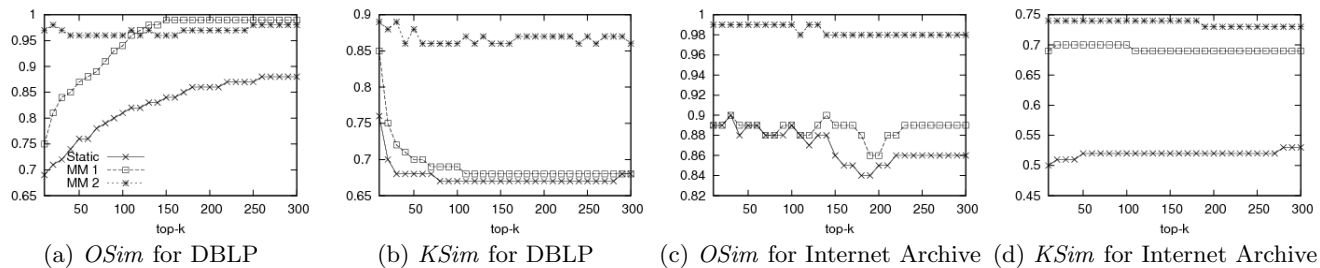 1
0.95
0.9
0.85
0.8
0.75
0.7
0.65
Static
MM 1
MM 2
50 100 150 200 250 300
top-k
(a) OSim for DBLP
0.9
0.85
0.8
0.75
0.7
0.65
50 100 150 200 250 300
top-k
(b) KSim for DBLP
1
0.98
0.96
0.94
0.92
0.9
0.88
0.86
0.84
0.82
50 100 150 200 250 300
top-k
(c) OSim for Internet Archive
0.75
0.7
0.65
0.6
0.55
0.5
0.45
50 100 150 200 250 300
top-k
(d) KSim for Internet Archive